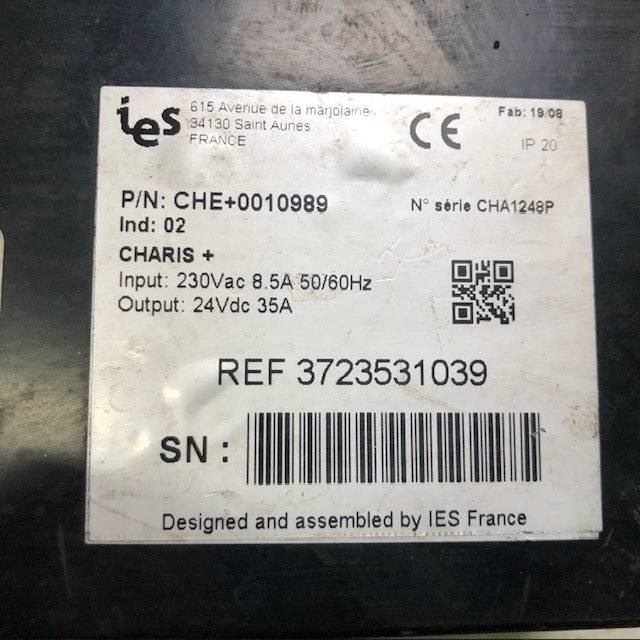 ies
615 Avenue de la marjolaine
34130 Saint Aunes
FRANCE
CE
Fab: 19/08
IP 20
P/N: CHE+0010989
N° série CHA1248P
Ind: 02
CHARIS +
Input: 230Vac 8.5A 50/60Hz
Output: 24Vdc 35A
REF 3723531039
SN :
Designed and assembled by IES France